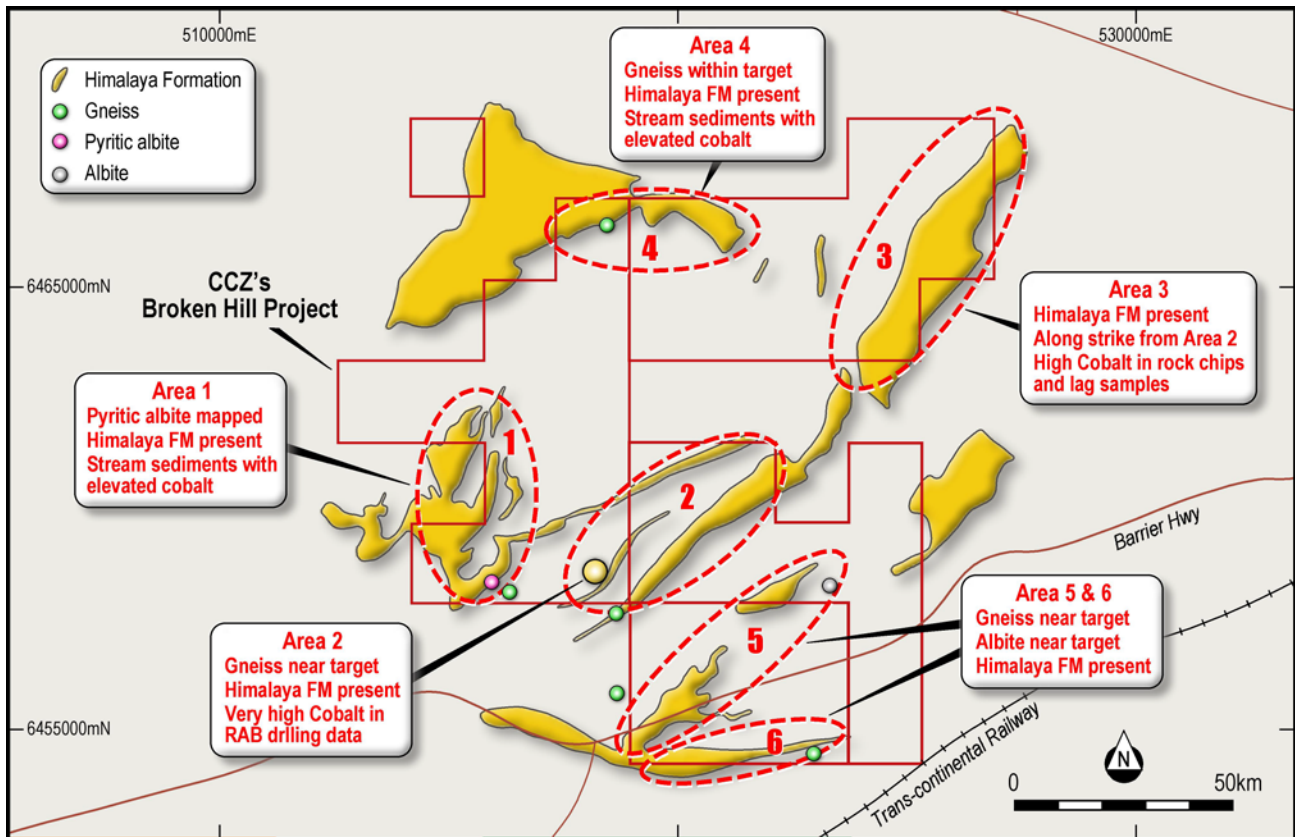 510000mE
530000mE
Himalaya Formation
Gneiss
Pyritic albite
Albite
Area 4
Gneiss within target
Himalaya FM present
Stream sediments with
elevated cobalt
4
3
6465000mN
CCZ's
Broken Hill Project
Area 3
Himalaya FM present
Along strike from Area 2
High Cobalt in rock chips
and lag samples
Area 1
Pyritic albite mapped
Himalaya FM present
Stream sediments with
elevated cobalt
1
2
Barrier Hwy
Area 5 & 6
Gneiss near target
Albite near target
Himalaya FM present
5
Area 2
Gneiss near target
Himalaya FM present
Very high Cobalt in
RAB drlling data
6455000mN
6
Trans-continental Railway
N
0
50km